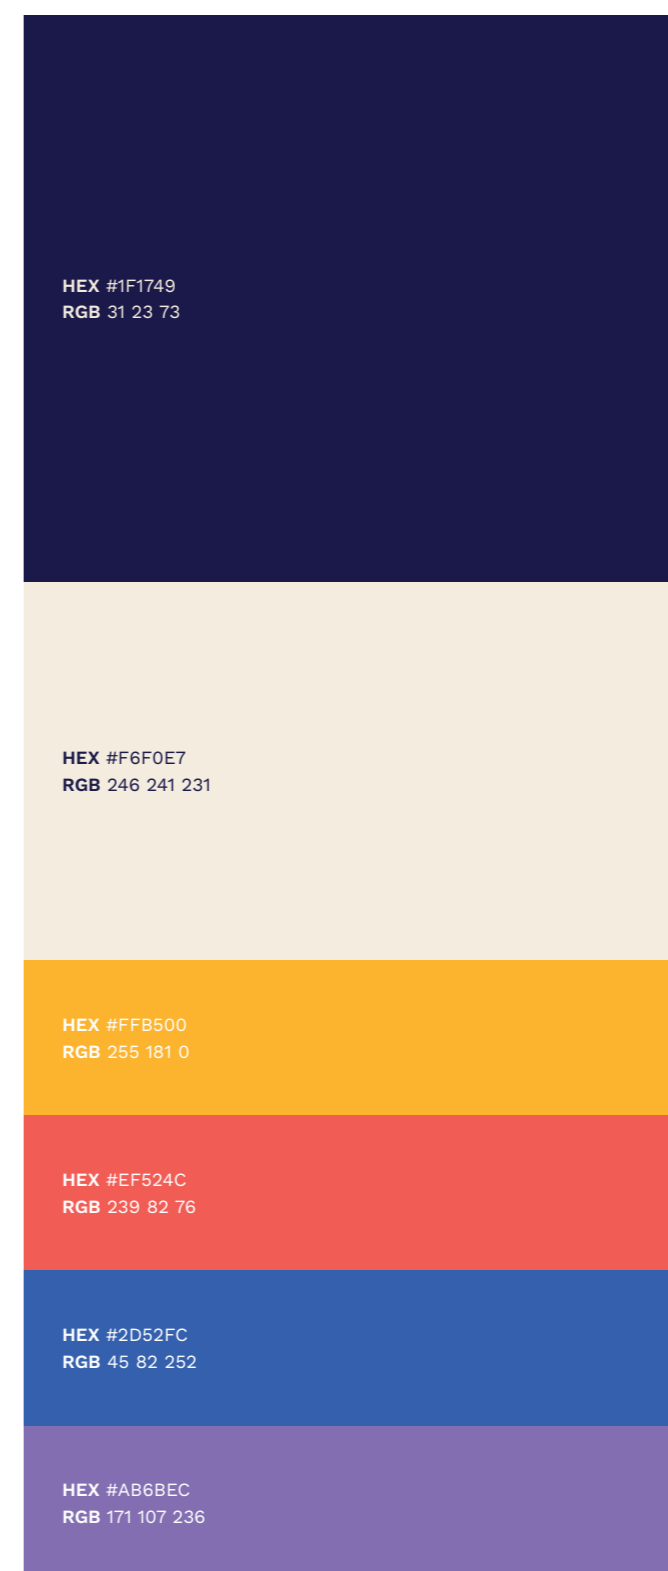 HEX #1F1749
RGB 31 23 73
HEX #F6F0E7
RGB 246 241 231
HEX #FFB500
RGB 255 181 0
HEX #EF524C
RGB 239 82 76
HEX #2D52FC
RGB 45 82 252
HEX #AB6BEC
RGB 171 107 236